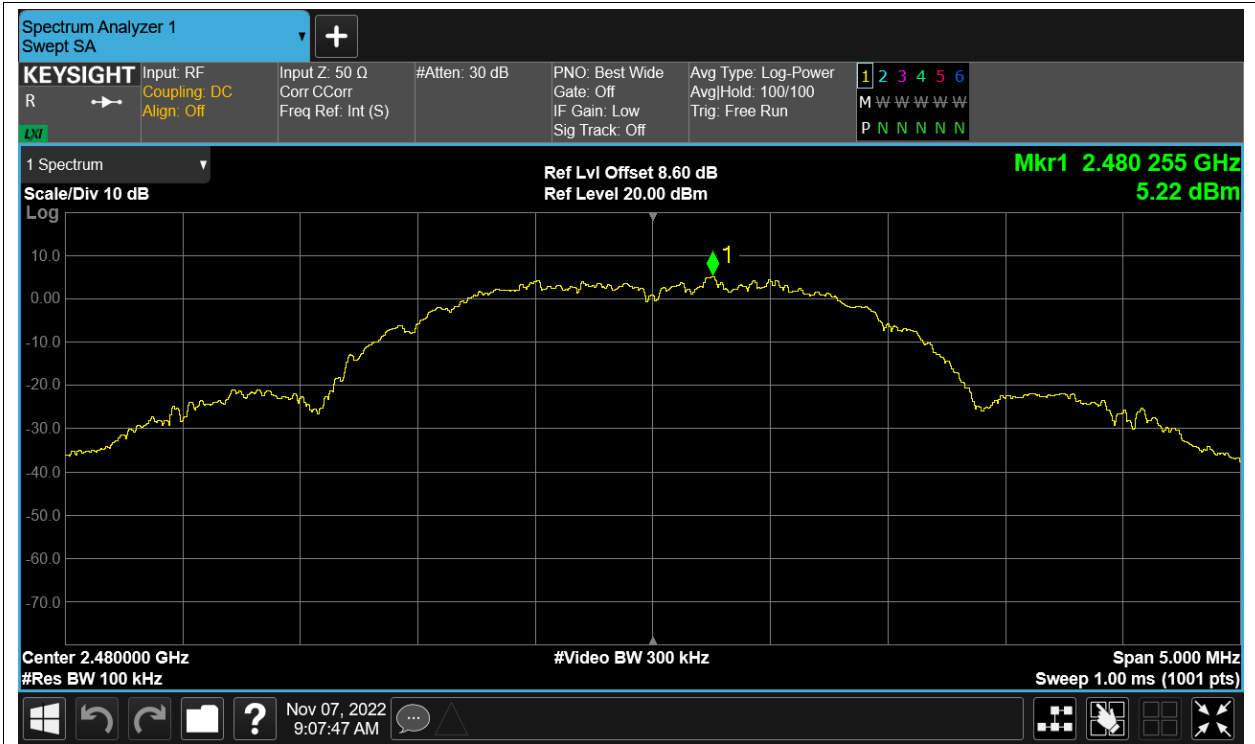 Spectrum Analyzer 1
Swept SA
KEYSIGHT
R
LXI
Input: RF
Coupling: DC
Align: Off
Input Z: 50 Ω
Corr CCorr
Freq Ref: Int (S)
#Atten: 30 dB
PNO: Best Wide
Gate: Off
IF Gain: Low
Sig Track: Off
Avg Type: Log-Power
Avg|Hold: 100/100
Trig: Free Run
1 2 3 4 5 6
M W W W W W
P N N N N N
1 Spectrum
Scale/Div 10 dB
Log
Ref Lvl Offset 8.60 dB
Ref Level 20.00 dBm
Mkr1 2.480 255 GHz
5.22 dBm
1
10.0
0.00
-10.0
-20.0
-30.0
-40.0
-50.0
-60.0
-70.0
Center 2.480000 GHz
#Res BW 100 kHz
#Video BW 300 kHz
Span 5.000 MHz
Sweep 1.00 ms (1001 pts)
?
Nov 07, 2022
9:07:47 AM